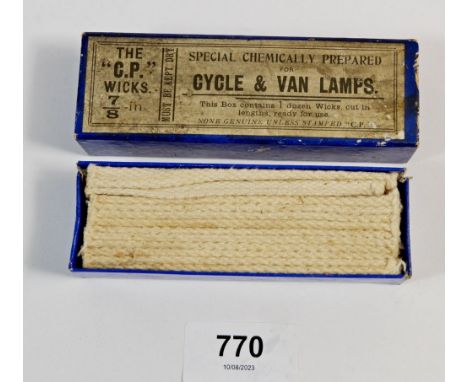 THE
"C.P."
WICKS.
7/8-in.
MUST BE KEPT DRY
SPECIAL CHEMICALLY PREPARED
FOR
CYCLE & VAN LAMPS.
This Box contains 1 dozen Wicks, cut in
lengths, ready for use.
NONE GENUINE UNLESS STAMPED "C.P.
770
10/08/2023